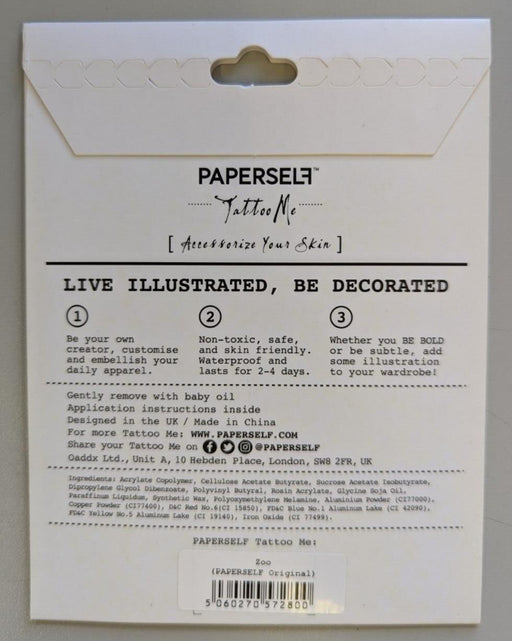 PAPERSELF™
Tattoo Me
[ Accessorize Your Skin ]
LIVE ILLUSTRATED, BE DECORATED
1
Be your own
creator, customise
and embellish your
daily apparel.
2
Non-toxic, safe,
and skin friendly.
Waterproof and
lasts for 2-4 days.
3
Whether you BE BOLD
or be subtle, add
some illustration
to your wardrobe!
Gently remove with baby oil
Application instructions inside
Designed in the UK / Made in China
For more Tattoo Me: WWW.PAPERSELF.COM
Share your Tattoo Me on @PAPERSELF
Gaddx Ltd., Unit A, 10 Hebden Place, London, SW8 2FR, UK
Ingredients: Acrylate Copolymer, Cellulose Acetate Butyrate, Sucrose Acetate Isobutyrate,
Dipropylene Glycol Dibenzoate, Polyvinyl Butyral, Rosin Acrylate, Glycine Soja Oil,
Paraffinum Liquidum, Synthetic Wax, Polyoxymethylene Melamine, Aluminium Powder (CI77000),
Copper Powder (CI77400), D&C Red No.6(CI 15850), FD&C Blue No.1 Aluminum Lake (CI 42090),
FD&C Yellow No.5 Aluminum Lake (CI 19140), Iron Oxide (CI 77499).
PAPERSELF Tattoo Me:
Zoo
(PAPERSELF Original)
5 060270 572800